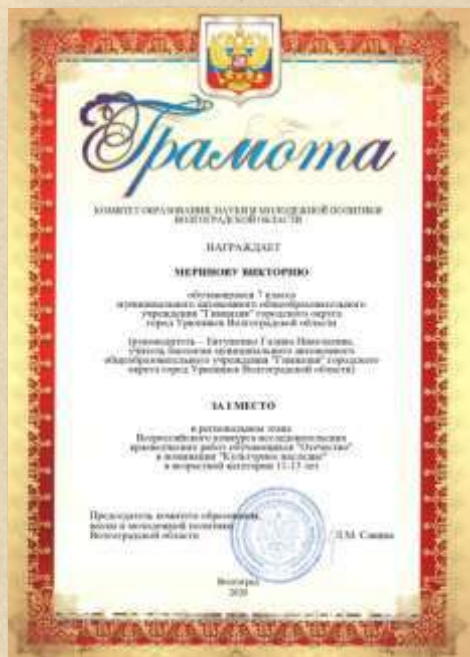 Грамота
КОМИТЕТ ОБРАЗОВАНИЯ, НАУКИ И МОЛОДЕЖНОЙ ПОЛИТИКИ
ВОЛГОГРАДСКОЙ ОБЛАСТИ
НАГРАЖДАЕТ
МЕРИНОВУ ВИКТОРИЮ
обучающуюся 7 класса
муниципального автономного общеобразовательного
учреждения "Гимназия" городского округа
город Урюпинск Волгоградской области
(руководитель – Евтушенко Галина Николаевна,
учитель биологии муниципального автономного
общеобразовательного учреждения "Гимназия" городского
округа город Урюпинск Волгоградской области)
ЗА I МЕСТО
в региональном этапе
Всероссийского конкурса исследовательских
краеведческих работ обучающихся "Отечество"
в номинации "Культурное наследие"
в возрастной категории 11-13 лет
Председатель комитета образования,
науки и молодежной политики
Волгоградской области Л.М. Савина
Волгоград
2020